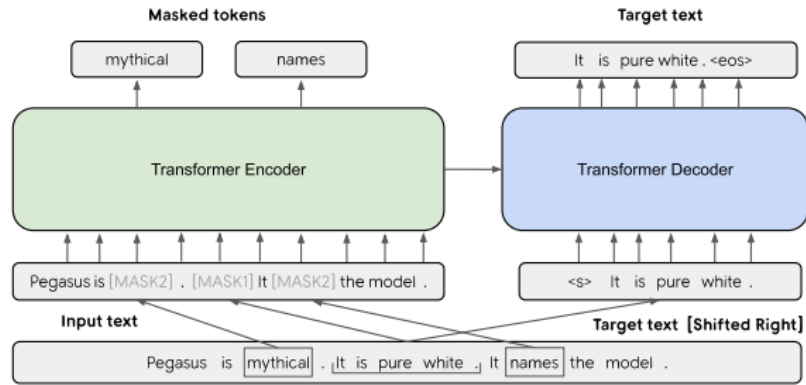 Masked tokens
Target text
mythical
names
It is pure white . <eos>
Transformer Encoder
Transformer Decoder
Pegasus is [MASK2] . [MASK1] It [MASK2] the model .
<s> It is pure white .
Input text
Target text [Shifted Right]
Pegasus is mythical . It is pure white . It names the model .